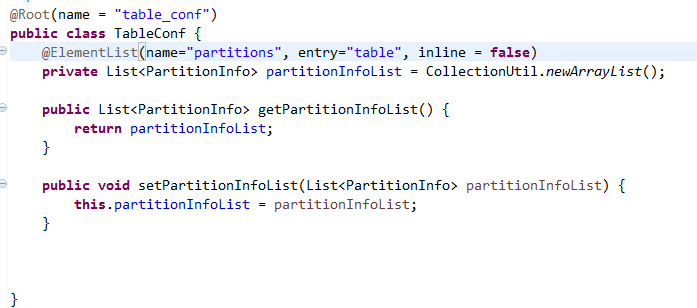 @Root(name = "table_conf")
public class TableConf {
    @ElementList(name="partitions", entry="table", inline = false)
    private List<PartitionInfo> partitionInfoList = CollectionUtil.newArrayList();
    public List<PartitionInfo> getPartitionInfoList() {
        return partitionInfoList;
    }
    public void setPartitionInfoList(List<PartitionInfo> partitionInfoList) {
        this.partitionInfoList = partitionInfoList;
    }
}